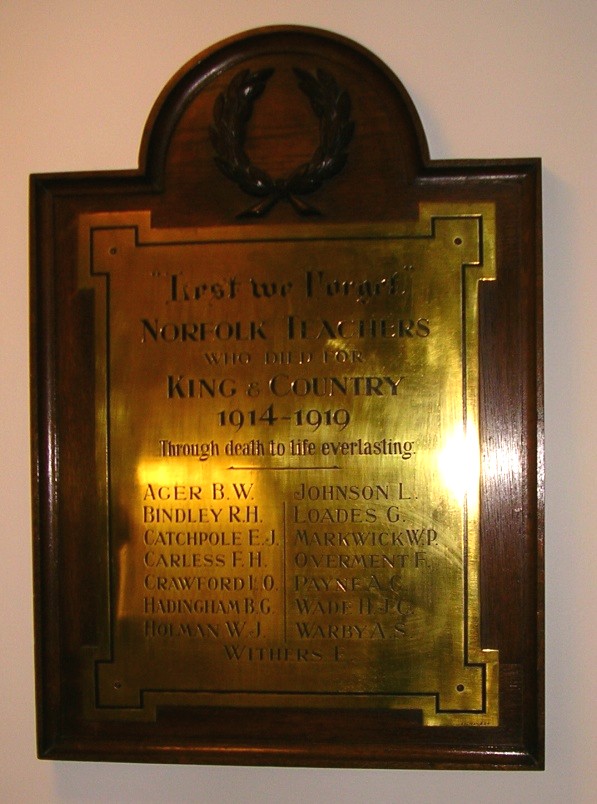 "Lest we Forget"
NORFOLK TEACHERS
WHO DIED FOR
KING & COUNTRY
1914-1919
Through death to life everlasting.
AGER B.W.
BINDLEY R.H.
CATCHPOLE E.J.
CARLESS F.H.
CRAWFORD L.O.
HADINGHAM B.G.
HOLMAN W.J.
JOHNSON L.
LOADES G.
MARKWICK W.P.
OVERMENT F.
PAYNE A.G.
WADE H.J.G.
WARBY A.S.
WITHERS E.